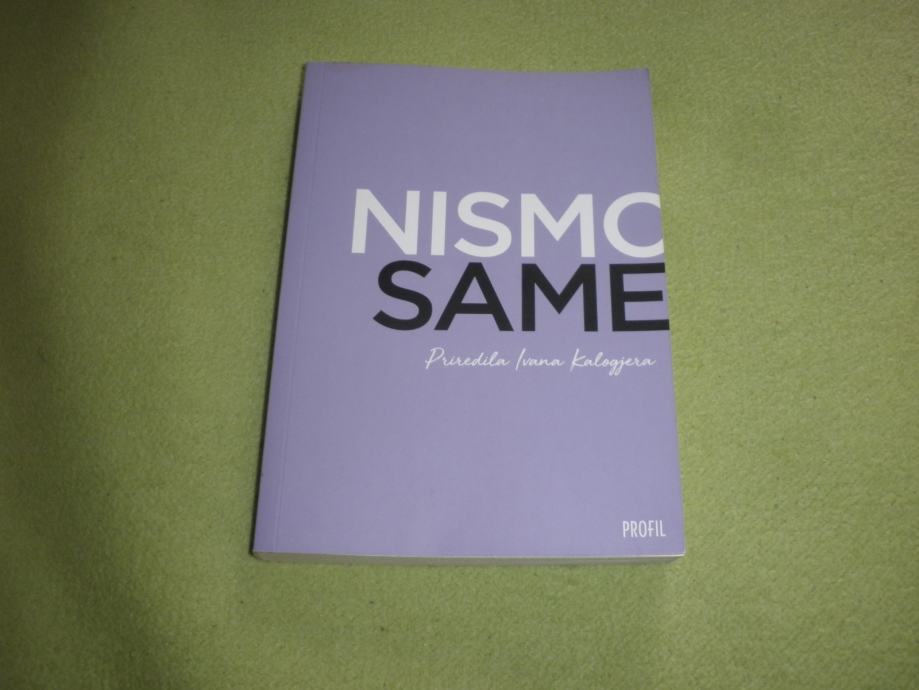 NISMO
SAME
Priredila Ivana Kalogjera
PROFIL